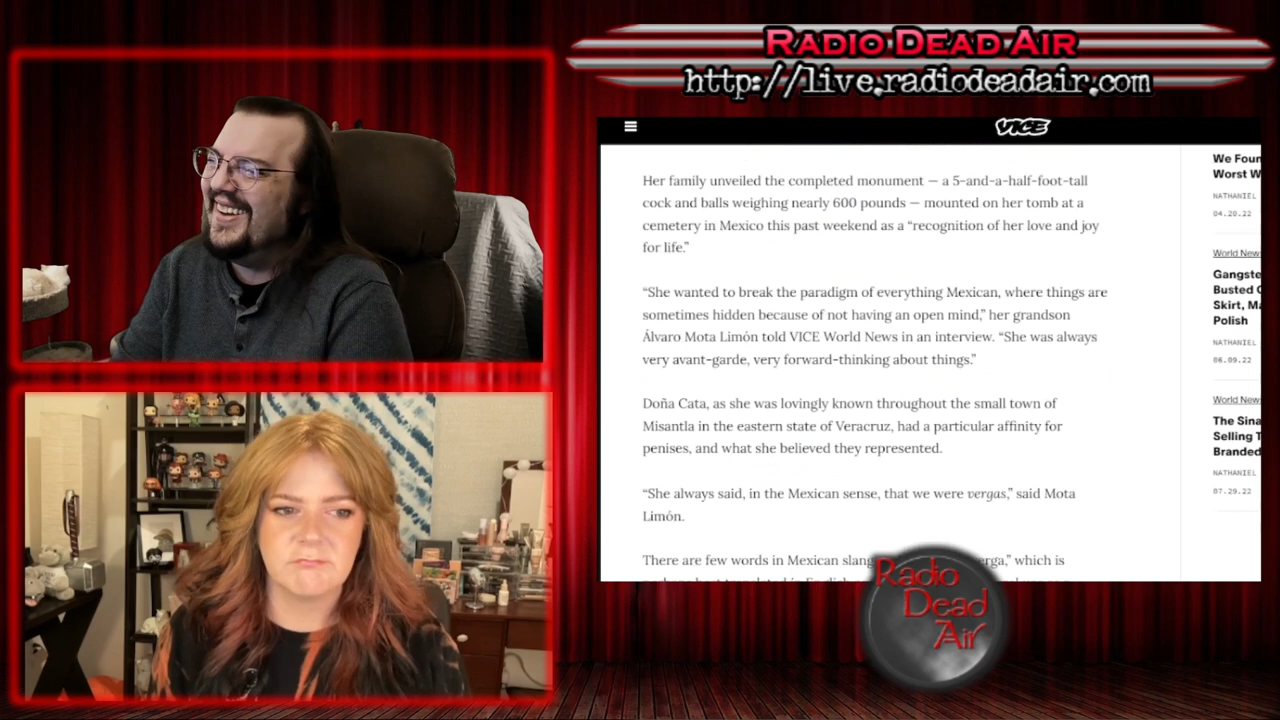 Radio Dead Air
http://live.radiodeadair.com
VICE
Her family unveiled the completed monument — a 5-and-a-half-foot-tall
cock and balls weighing nearly 600 pounds — mounted on her tomb at a
cemetery in Mexico this past weekend as a “recognition of her love and joy
for life.”
“She wanted to break the paradigm of everything Mexican, where things are
sometimes hidden because of not having an open mind,” her grandson
Álvaro Mota Limón told VICE World News in an interview. “She was always
very avant-garde, very forward-thinking about things.”
Doña Cata, as she was lovingly known throughout the small town of
Misantla in the eastern state of Veracruz, had a particular affinity for
penises, and what she believed they represented.
“She always said, in the Mexican sense, that we were vergas,” said Mota
Limón.
There are few words in Mexican slang erga,” which is
We Foun
Worst W
NATHANIEL
04.20.22
World News
Gangste
Busted
Skirt, Ma
Polish
NATHANIEL
06.09.22
World News
The Sina
Selling T
Branded
NATHANIEL
07.29.22
Radio
Dead
Air